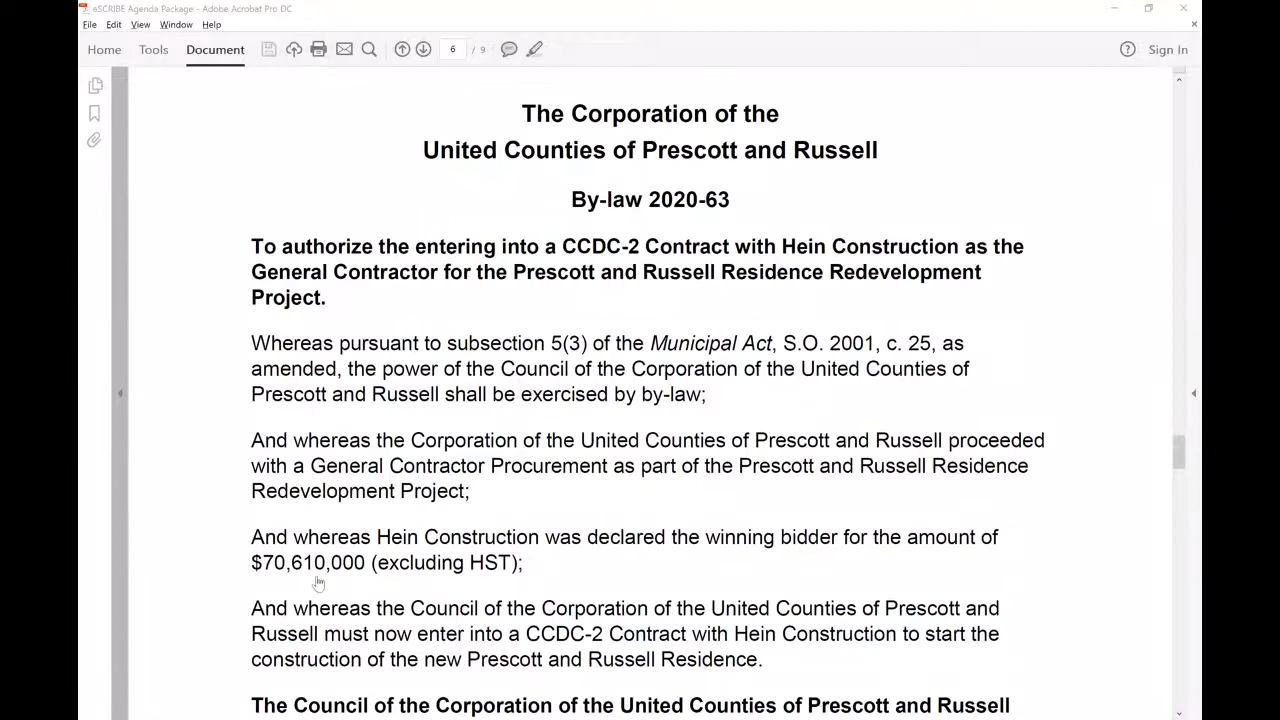 eSCRIBE Agenda Package - Adobe Acrobat Pro DC
File Edit View Window Help
Home Tools Document 6 / 9 Sign In
The Corporation of the
United Counties of Prescott and Russell
By-law 2020-63
To authorize the entering into a CCDC-2 Contract with Hein Construction as the
General Contractor for the Prescott and Russell Residence Redevelopment
Project.
Whereas pursuant to subsection 5(3) of the Municipal Act, S.O. 2001, c. 25, as
amended, the power of the Council of the Corporation of the United Counties of
Prescott and Russell shall be exercised by by-law;
And whereas the Corporation of the United Counties of Prescott and Russell proceeded
with a General Contractor Procurement as part of the Prescott and Russell Residence
Redevelopment Project;
And whereas Hein Construction was declared the winning bidder for the amount of
$70,610,000 (excluding HST);
And whereas the Council of the Corporation of the United Counties of Prescott and
Russell must now enter into a CCDC-2 Contract with Hein Construction to start the
construction of the new Prescott and Russell Residence.
The Council of the Corporation of the United Counties of Prescott and Russell